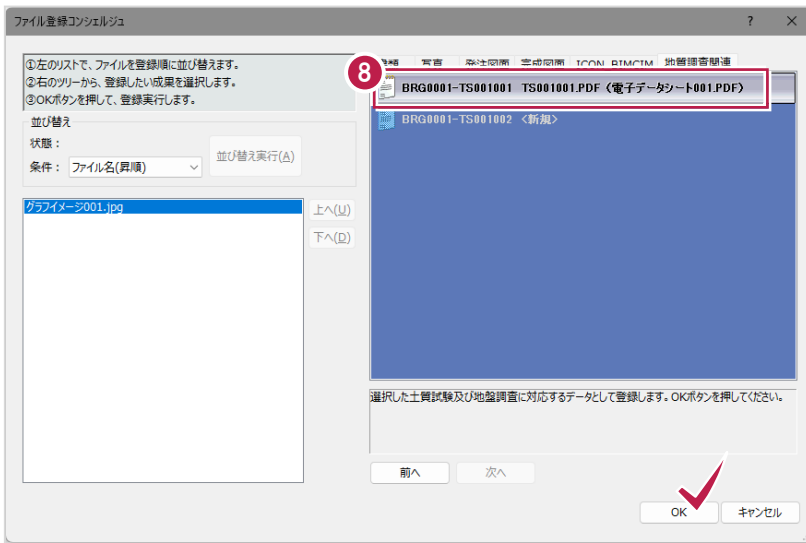 ファイル登録コンシェルジュ
? ×
①左のリストで、ファイルを登録順に並び替えます。
②右のツリーから、登録したい成果を選択します。
③OKボタンを押して、登録実行します。
並び替え
状態：
条件： ファイル名(昇順)
並び替え実行(A)
グラフイメージ001.jpg
上へ(U)
下へ(D)
写真 発注図面 完成図面 ICON_BIMCIM 地質調査関連
8
BRG0001-TS001001 TS001001.PDF（電子データシート001.PDF）
BRG0001-TS001002 <新規>
選択した土質試験及び地盤調査に対応するデータとして登録します。OKボタンを押してください。
前へ
次へ
OK
キャンセル